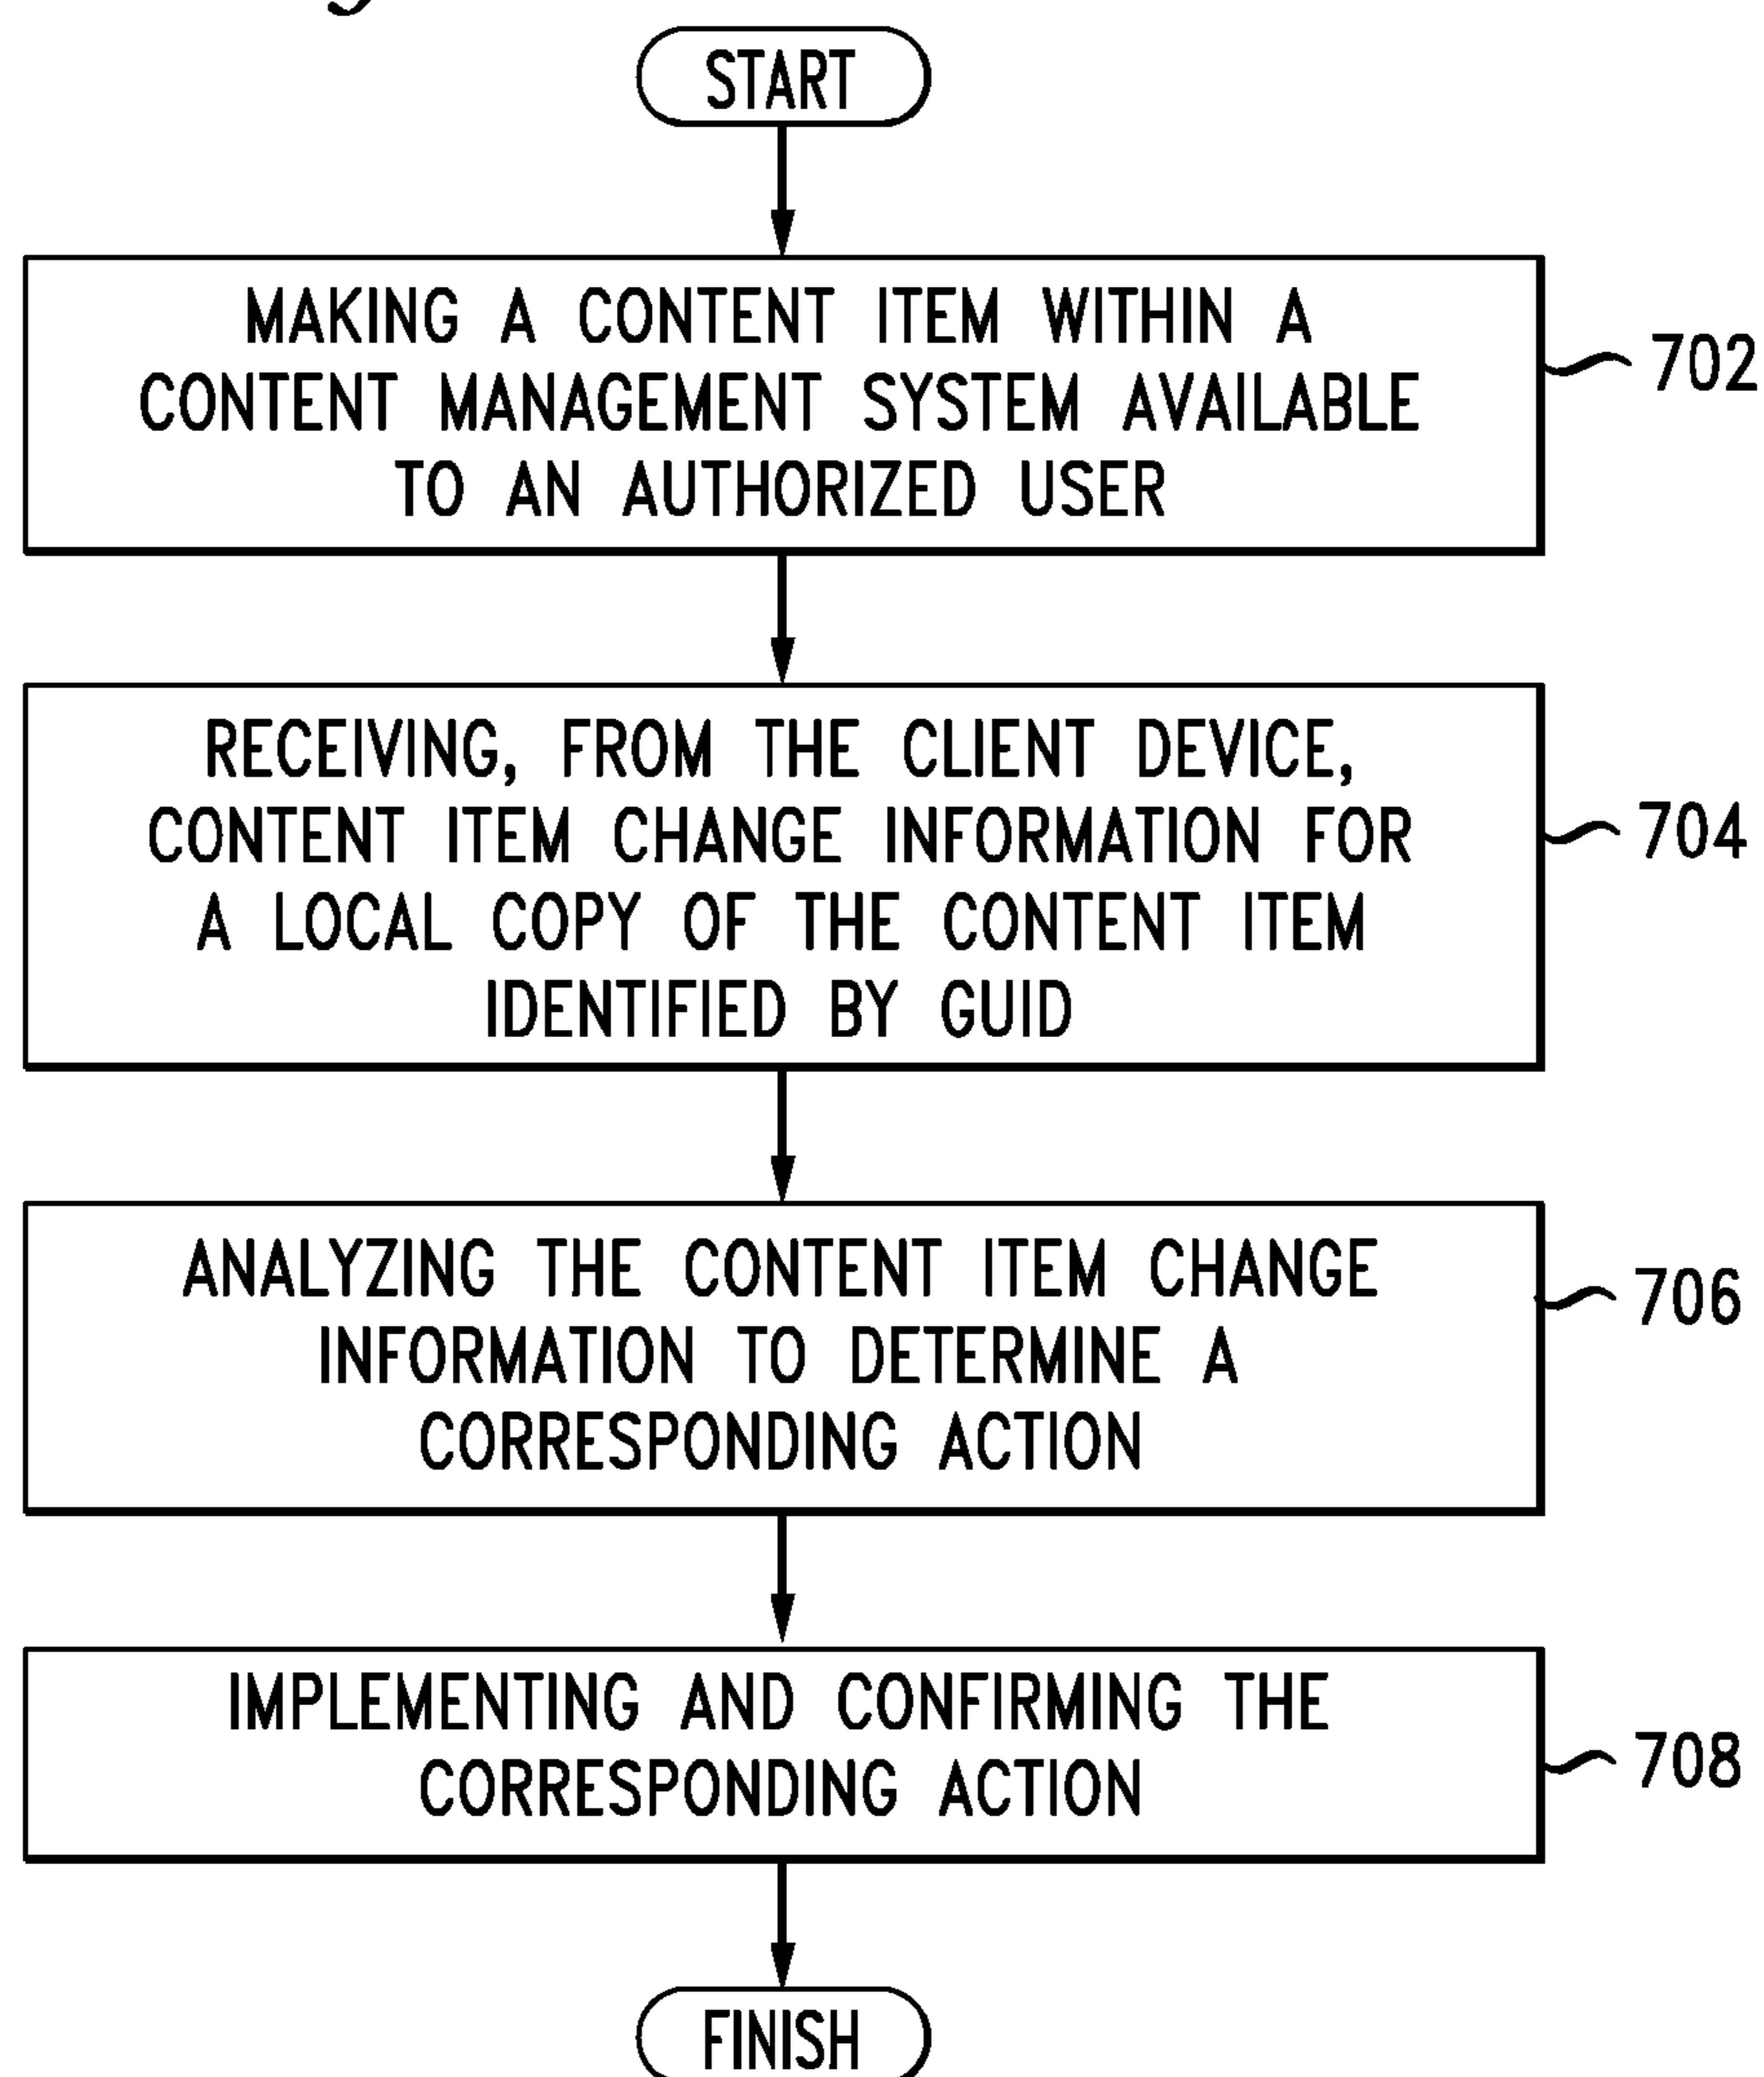 START
MAKING A CONTENT ITEM WITHIN A
CONTENT MANAGEMENT SYSTEM AVAILABLE
TO AN AUTHORIZED USER
702
RECEIVING, FROM THE CLIENT DEVICE,
CONTENT ITEM CHANGE INFORMATION FOR
A LOCAL COPY OF THE CONTENT ITEM
IDENTIFIED BY GUID
704
ANALYZING THE CONTENT ITEM CHANGE
INFORMATION TO DETERMINE A
CORRESPONDING ACTION
706
IMPLEMENTING AND CONFIRMING THE
CORRESPONDING ACTION
708
FINISH